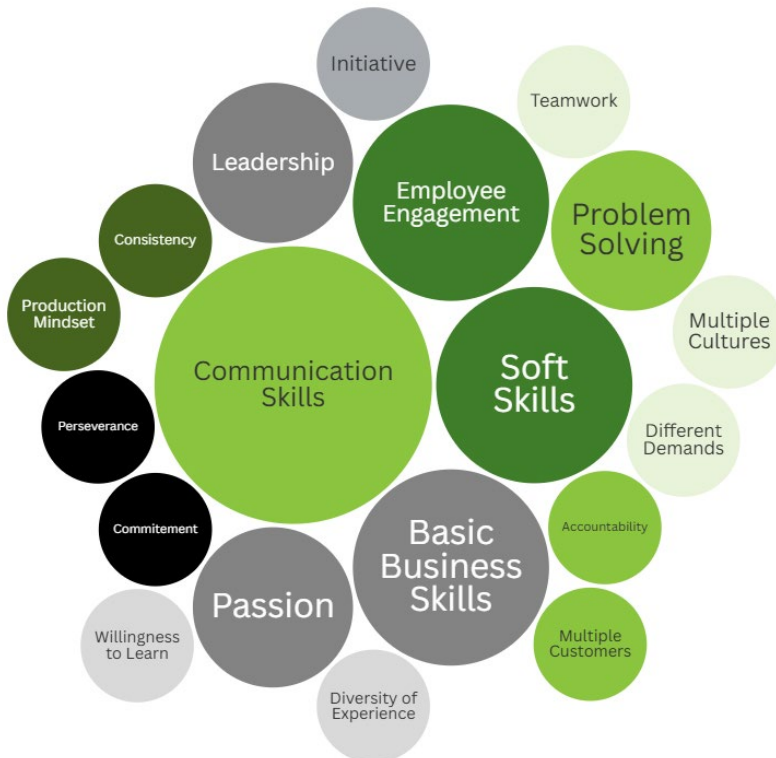 Initiative
Teamwork
Leadership
Employee
Engagement
Problem
Solving
Consistency
Production
Mindset
Multiple
Cultures
Communication
Skills
Soft
Skills
Perseverance
Different
Demands
Commitement
Accountability
Basic
Business
Skills
Passion
Willingness
to Learn
Multiple
Customers
Diversity of
Experience